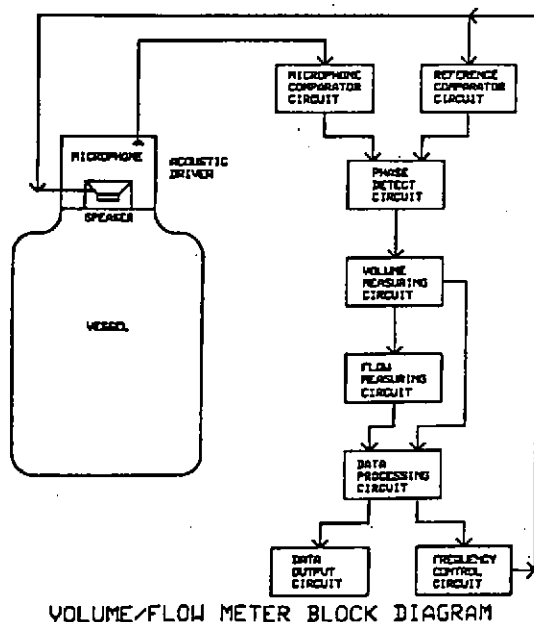 MICROPHONE
COMPARATOR
CIRCUIT
REFERENCE
COMPARATOR
CIRCUIT
MICROPHONE
ACOUSTIC
DRIVER
SPEAKER
PHASE
DETECT
CIRCUIT
VOLUME
MEASURING
CIRCUIT
VESSEL
FLOW
MEASURING
CIRCUIT
DATA
PROCESSING
CIRCUIT
DATA
OUTPUT
CIRCUIT
FREQUENCY
CONTROL
CIRCUIT
VOLUME/FLOW METER BLOCK DIAGRAM